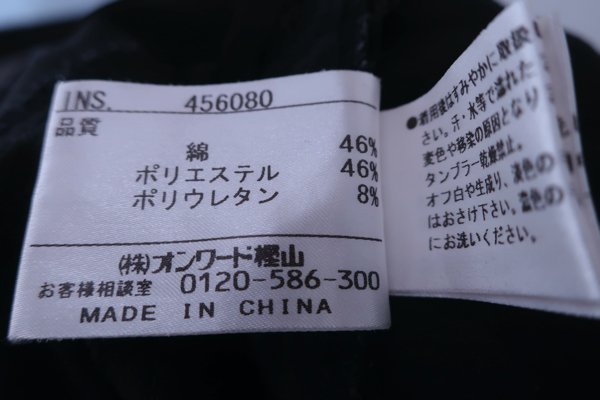 INS. 456080
品質
綿 46%
ポリエステル 46%
ポリウレタン 8%
(株)オンワード樫山
お客様相談室 0120-586-300
MADE IN CHINA
●着用後はすみやかに取扱
さい。汗・水等で濡れた
変色や移染の原因となり
タンブラー乾燥禁止。
オフ白や生成り、淡色の
はおさけ下さい。濃色の
にお洗いください。